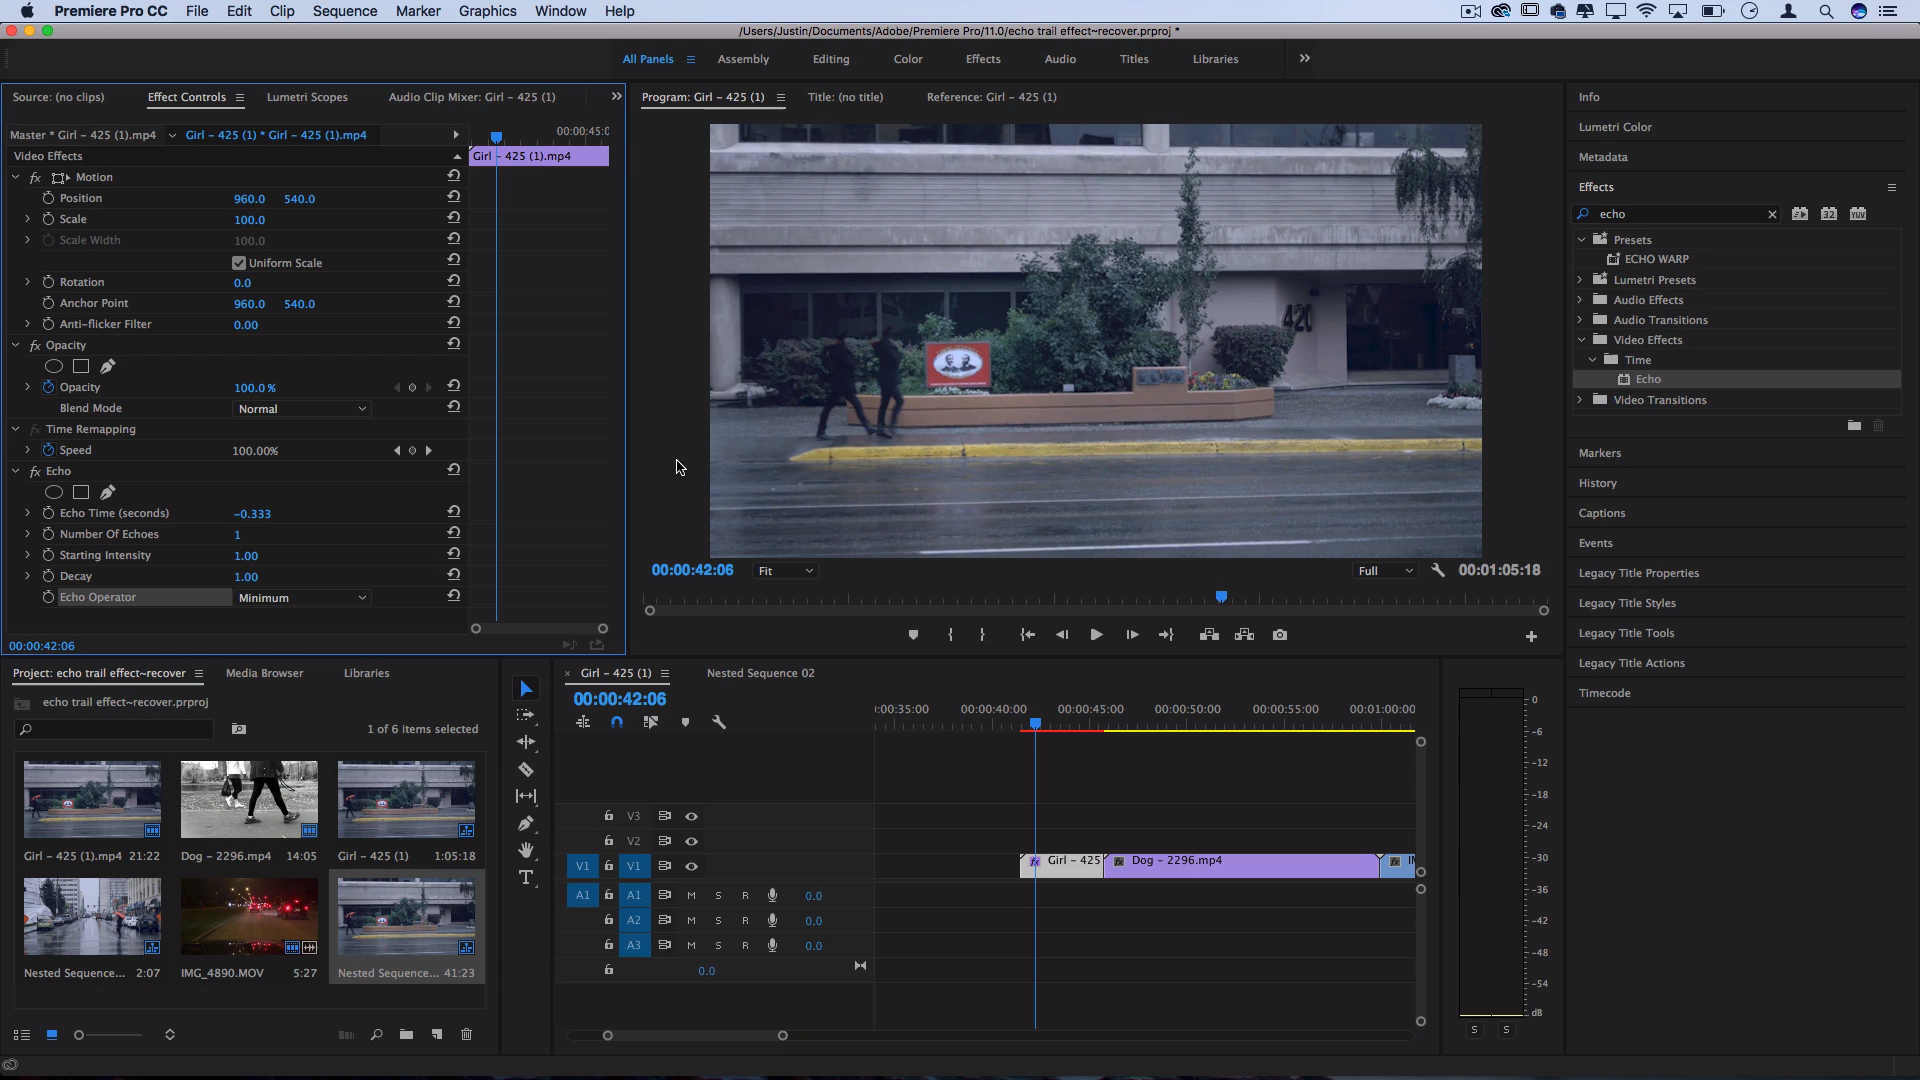 Premiere Pro CC File Edit Clip Sequence Marker Graphics Window Help
/Users/Justin/Documents/Adobe/Premiere Pro/11.0/echo trail effect~recover.prproj *
All Panels Assembly Editing Color Effects Audio Titles Libraries
Source: (no clips) Effect Controls Lumetri Scopes Audio Clip Mixer: Girl - 425 (1)
Program: Girl - 425 (1) Title: (no title) Reference: Girl - 425 (1)
Master * Girl - 425 (1).mp4 Girl - 425 (1) * Girl - 425 (1).mp4 00:00:45:0
Video Effects Girl - 425 (1).mp4
fx Motion
Position 960.0 540.0
Scale 100.0
Scale Width 100.0
Uniform Scale
Rotation 0.0
Anchor Point 960.0 540.0
Anti-flicker Filter 0.00
fx Opacity
Opacity 100.0 %
Blend Mode Normal
fx Time Remapping
Speed 100.00%
fx Echo
Echo Time (seconds) -0.333
Number Of Echoes 1
Starting Intensity 1.00
Decay 1.00
Echo Operator Minimum
00:00:42:06
420
00:00:42:06 Fit Full 00:01:05:18
Info
Lumetri Color
Metadata
Effects
echo 32 YUV
Presets
ECHO WARP
Lumetri Presets
Audio Effects
Audio Transitions
Video Effects
Time
Echo
Video Transitions
Markers
History
Captions
Events
Legacy Title Properties
Legacy Title Styles
Legacy Title Tools
Legacy Title Actions
Timecode
Project: echo trail effect~recover Media Browser Libraries
echo trail effect~recover.prproj
1 of 6 items selected
Girl - 425 (1).mp4 21:22 Dog - 2296.mp4 14:05 Girl - 425 (1) 1:05:18
Nested Sequence... 2:07 IMG_4890.MOV 5:27 Nested Sequence... 41:23
T
Girl - 425 (1) Nested Sequence 02
00:00:42:06
:00:35:00 00:00:40:00 00:00:45:00 00:00:50:00 00:00:55:00 00:01:00:00
V3
V2
V1 V1 fx Girl - 425 fx Dog - 2296.mp4 fx
A1 A1 M S R 0.0
A2 M S R 0.0
A3 M S R 0.0
0.0
0
-6
-12
-18
-24
-30
-36
-42
-48
-54
dB
S S